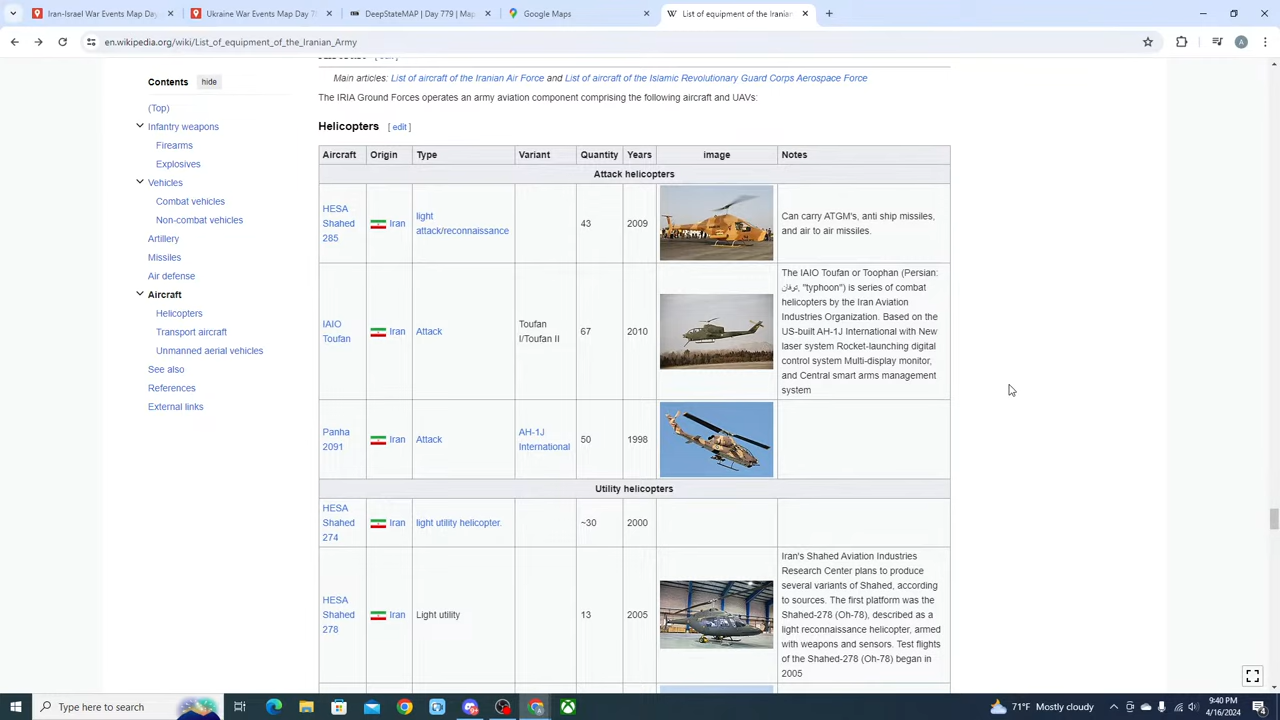 Iran-Israel War Events Map Day
Ukraine War Events Map Day 7
DeepStateMAP | Day 779 | Map
Google Maps
List of equipment of the Iranian
en.wikipedia.org/wiki/List_of_equipment_of_the_Iranian_Army
A
Contents hide
(Top)
Infantry weapons
Firearms
Explosives
Vehicles
Combat vehicles
Non-combat vehicles
Artillery
Missiles
Air defense
Aircraft
Helicopters
Transport aircraft
Unmanned aerial vehicles
See also
References
External links
Main articles: List of aircraft of the Iranian Air Force and List of aircraft of the Islamic Revolutionary Guard Corps Aerospace Force
The IRIA Ground Forces operates an army aviation component comprising the following aircraft and UAVs:
Helicopters [ edit ]
Aircraft Origin Type Variant Quantity Years image Notes
Attack helicopters
HESA
Shahed
285
Iran
light
attack/reconnaissance
43
2009
Can carry ATGM's, anti ship missiles,
and air to air missiles.
IAIO
Toufan
Iran
Attack
Toufan
I/Toufan II
67
2010
The IAIO Toufan or Toophan (Persian:
توفان, "typhoon") is series of combat
helicopters by the Iran Aviation
Industries Organization. Based on the
US-built AH-1J International with New
laser system Rocket-launching digital
control system Multi-display monitor,
and Central smart arms management
system
Panha
2091
Iran
Attack
AH-1J
International
50
1998
Utility helicopters
HESA
Shahed
274
Iran
light utility helicopter.
~30
2000
HESA
Shahed
278
Iran
Light utility
13
2005
Iran's Shahed Aviation Industries
Research Center plans to produce
several variants of Shahed, according
to sources. The first platform was the
Shahed-278 (Oh-78), described as a
light reconnaissance helicopter, armed
with weapons and sensors. Test flights
of the Shahed-278 (Oh-78) began in
2005
Type here to search
71°F Mostly cloudy
9:40 PM
4/16/2024